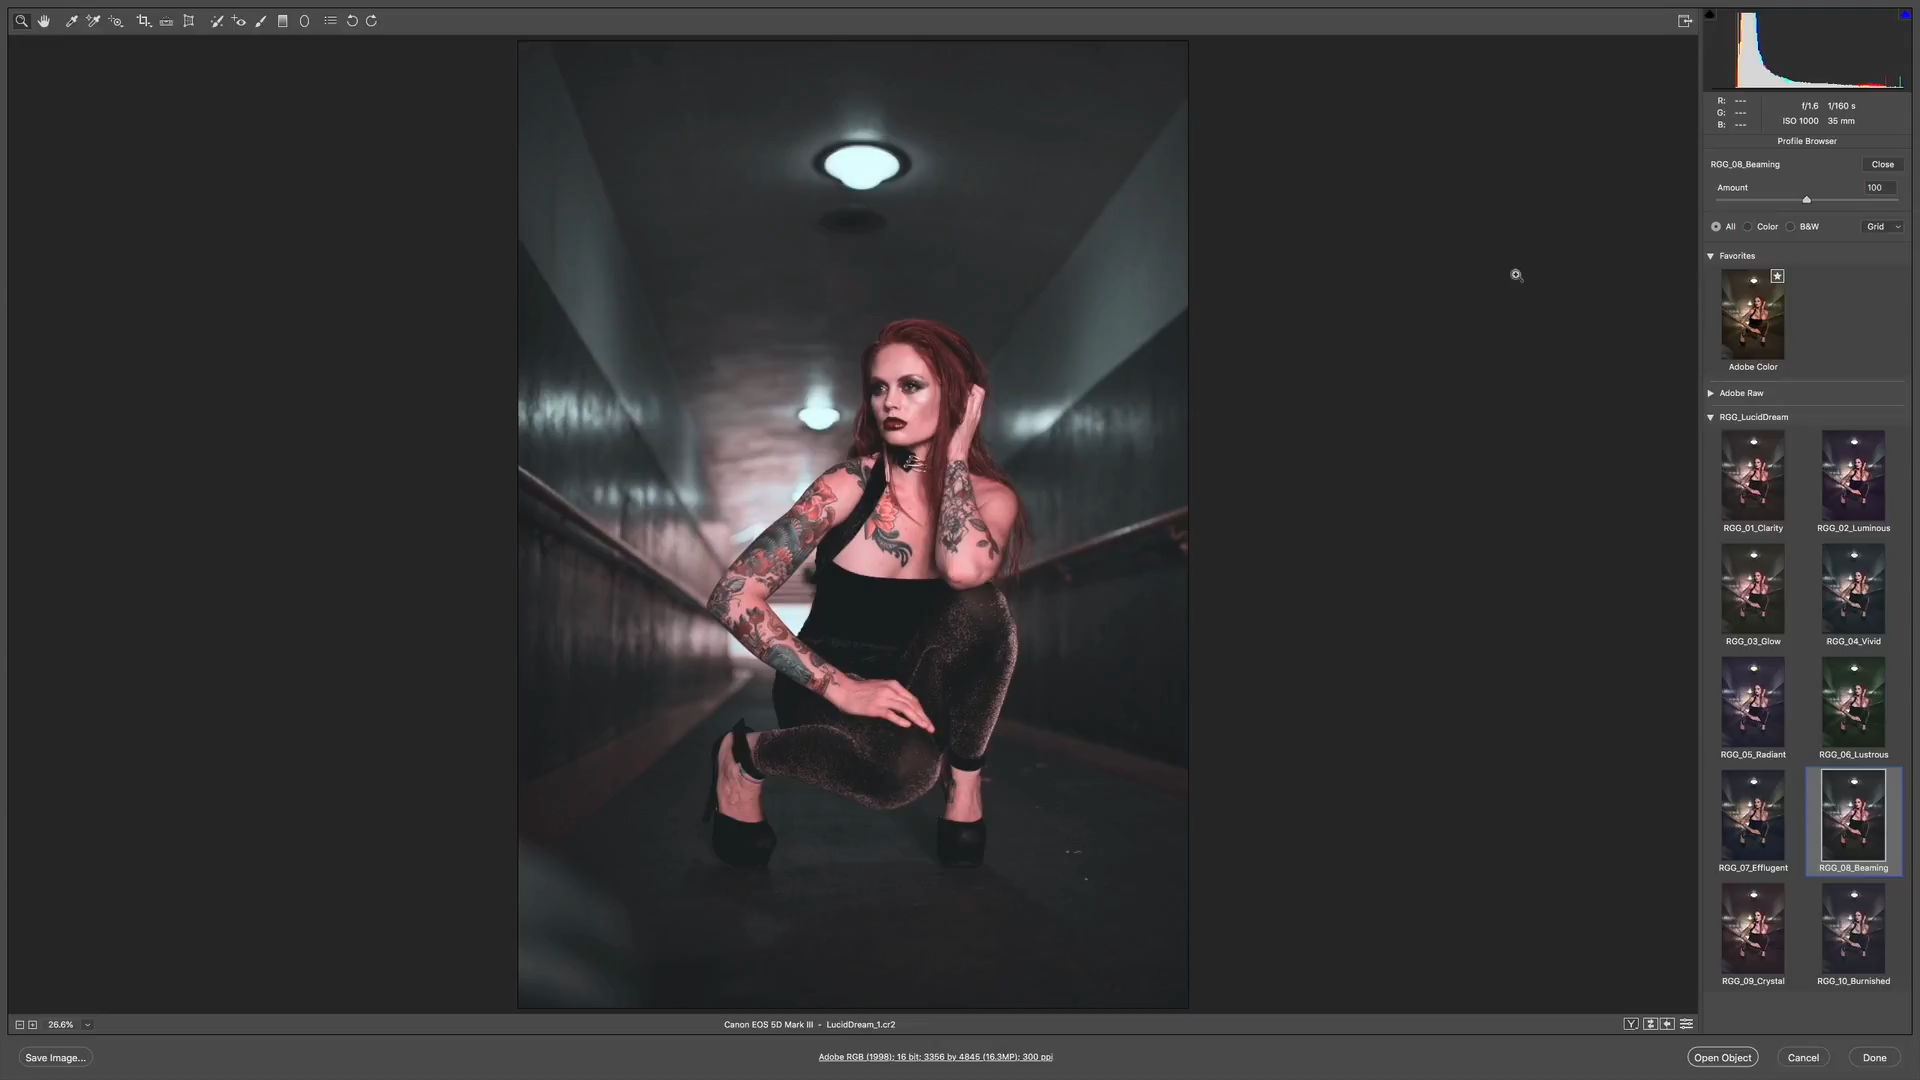 R: ---
G: ---
B: ---
f/1.6 1/160 s
ISO 1000 35 mm
Profile Browser
RGG_08_Beaming
Close
Amount
100
All Color B&W
Grid
Favorites
Adobe Color
Adobe Raw
RGG_LucidDream
RGG_01_Clarity
RGG_02_Luminous
RGG_03_Glow
RGG_04_Vivid
RGG_05_Radiant
RGG_06_Lustrous
RGG_07_Efflugent
RGG_08_Beaming
RGG_09_Crystal
RGG_10_Burnished
26.6%
Canon EOS 5D Mark III - LucidDream_1.cr2
Y
Save Image...
Adobe RGB (1998); 16 bit; 3356 by 4845 (16.3MP); 300 ppi
Open Object
Cancel
Done